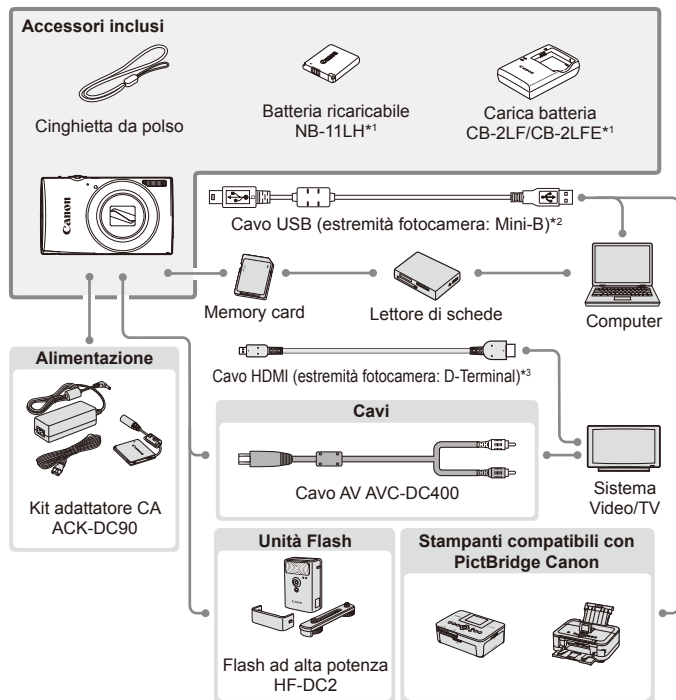 Accessori inclusi
Cinghietta da polso
Batteria ricaricabile
NB-11LH*1
Carica batteria
CB-2LF/CB-2LFE*1
Canon
Cavo USB (estremità fotocamera: Mini-B)*2
Memory card
Lettore di schede
Computer
Cavo HDMI (estremità fotocamera: D-Terminal)*3
Alimentazione
Kit adattatore CA
ACK-DC90
Cavi
Cavo AV AVC-DC400
Sistema
Video/TV
Unità Flash
Flash ad alta potenza
HF-DC2
Stampanti compatibili con
PictBridge Canon